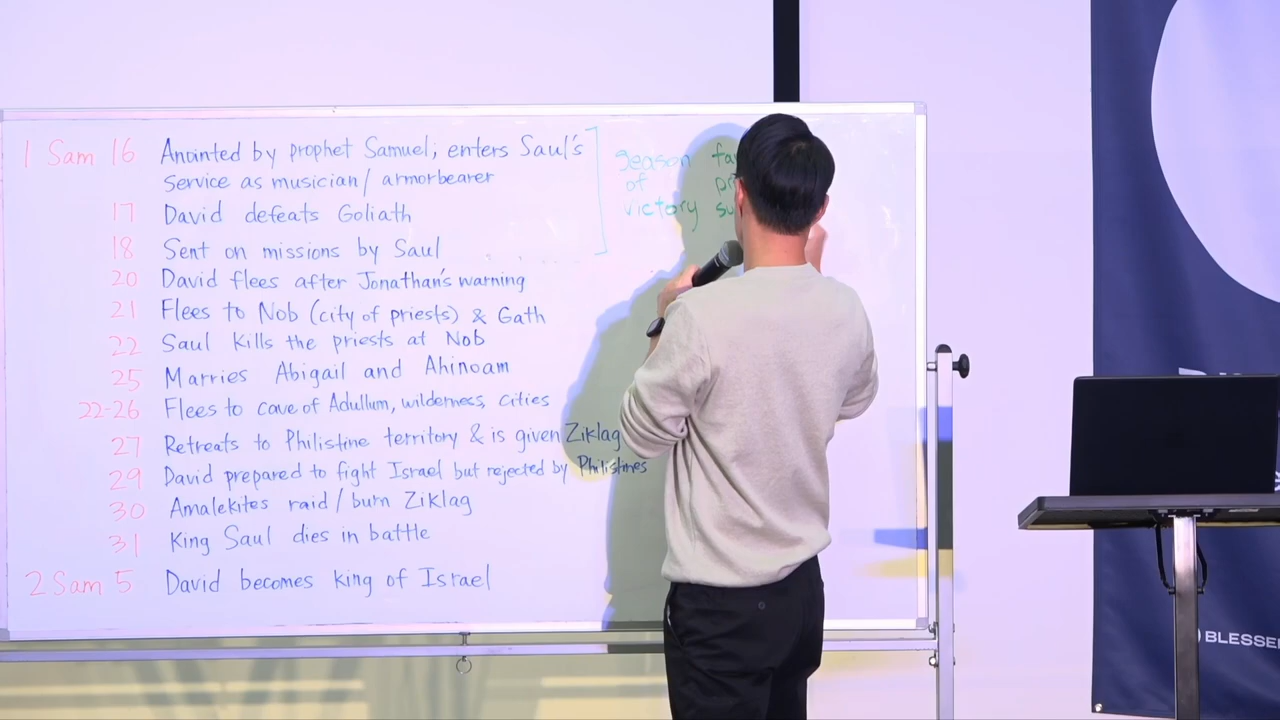 1 Sam 16 Anointed by prophet Samuel; enters Saul's
service as musician/armorbearer
17 David defeats Goliath
18 Sent on missions by Saul
20 David flees after Jonathan's warning
21 Flees to Nob (city of priests) & Gath
22 Saul kills the priests at Nob
25 Marries Abigail and Ahinoam
22-26 Flees to cave of Adullum, wilderness, cities
27 Retreats to Philistine territory & is given Ziklag
29 David prepared to fight Israel but rejected by Philistines
30 Amalekites raid/burn Ziklag
31 King Saul dies in battle
2 Sam 5 David becomes king of Israel
season
of
victory